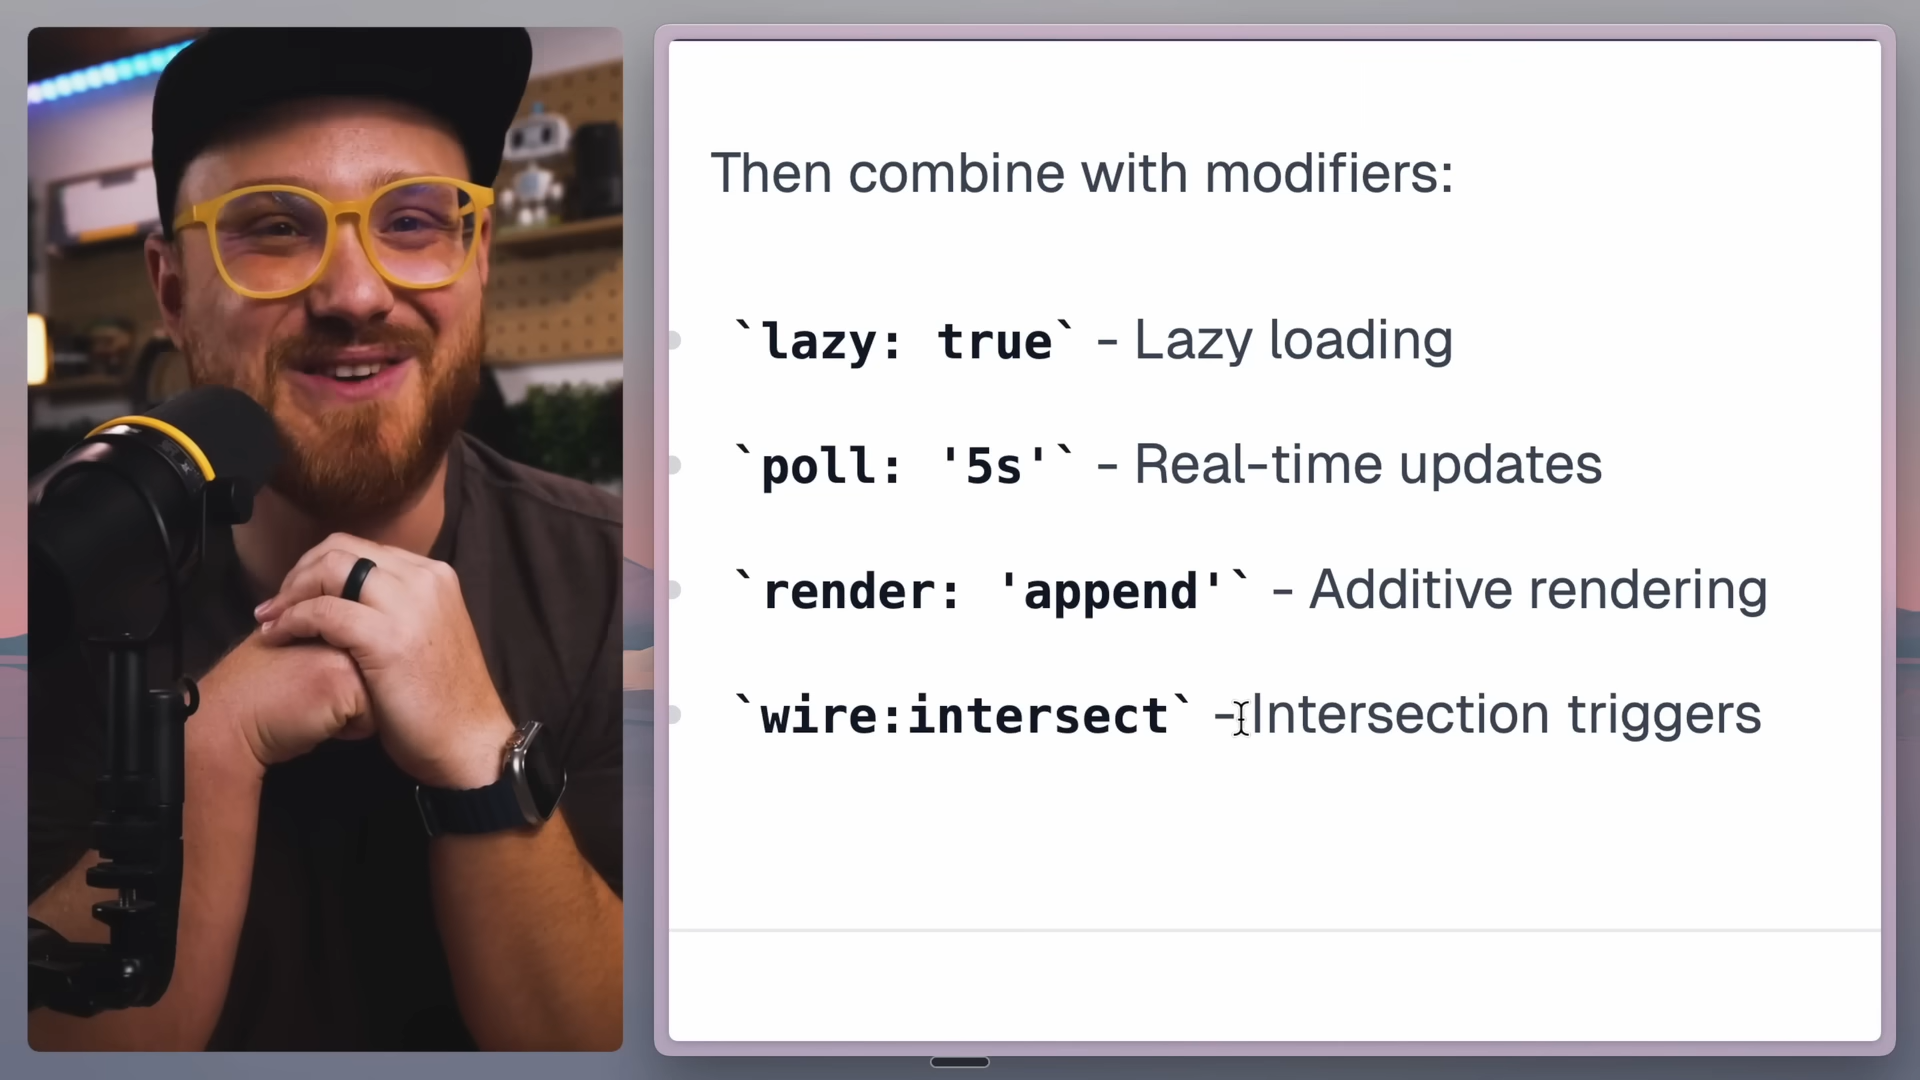 Then combine with modifiers:
`lazy: true` - Lazy loading
`poll: '5s'` - Real-time updates
`render: 'append'` - Additive rendering
`wire:intersect` - Intersection triggers